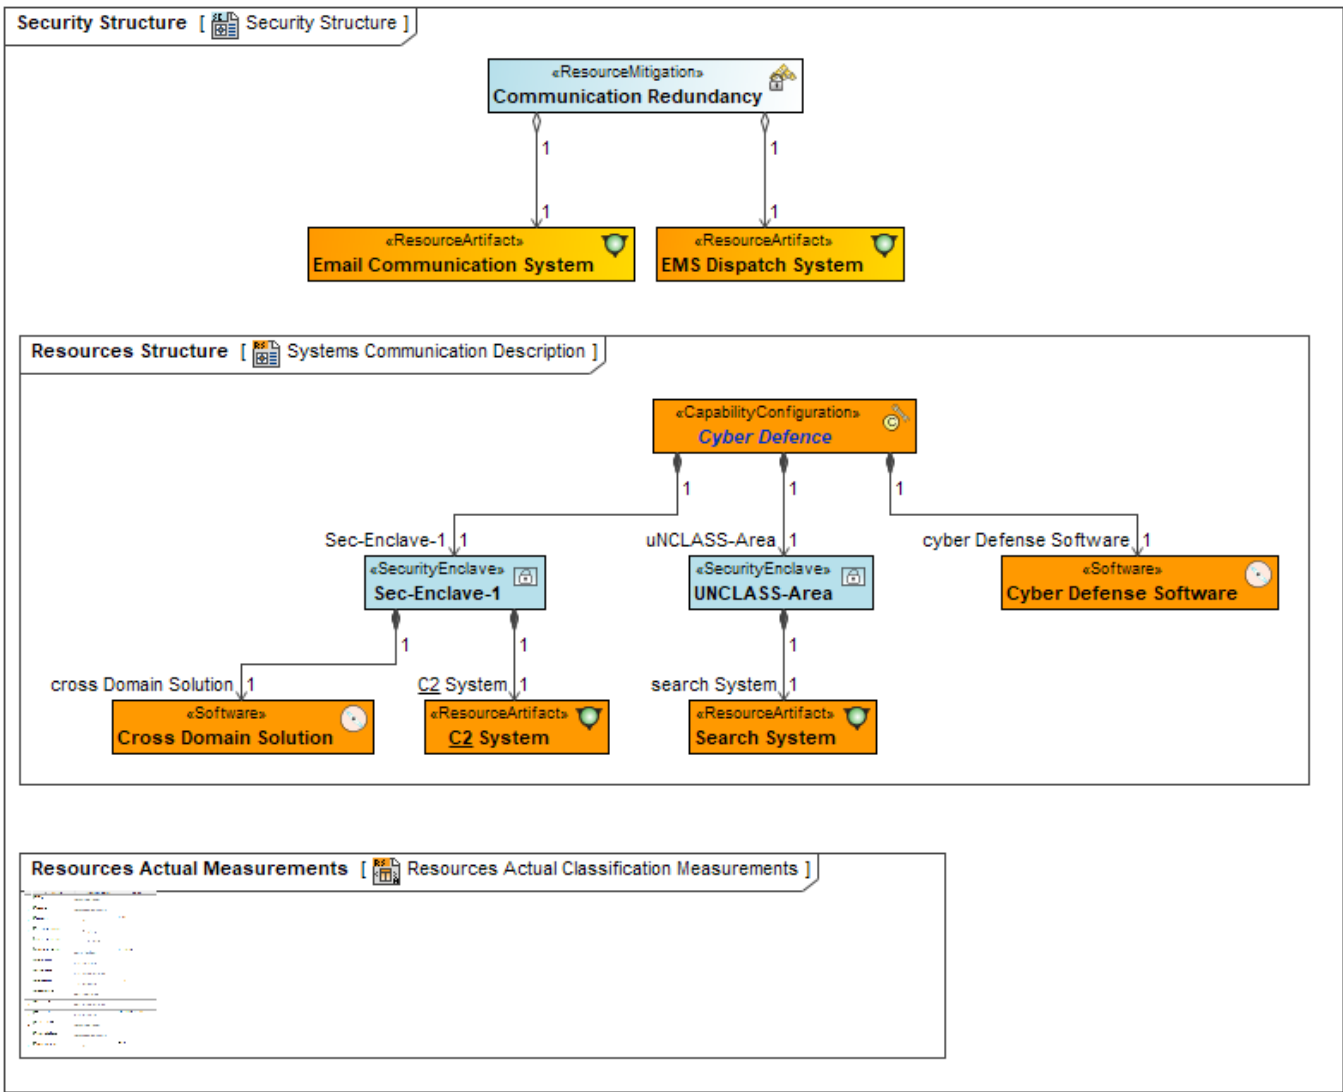 Security Structure [ Security Structure ]
«ResourceMitigation»
Communication Redundancy
1 1
1 1
«ResourceArtifact» «ResourceArtifact»
Email Communication System EMS Dispatch System
Resources Structure [ Systems Communication Description ]
«CapabilityConfiguration»
Cyber Defence
1 1 1
Sec-Enclave-1 1 uNCLASS-Area 1 cyber Defense Software 1
«SecurityEnclave» «SecurityEnclave» «Software»
Sec-Enclave-1 UNCLASS-Area Cyber Defense Software
1 1 1
cross Domain Solution 1 C2 System 1 search System 1
«Software» «ResourceArtifact» «ResourceArtifact»
Cross Domain Solution C2 System Search System
Resources Actual Measurements [ Resources Actual Classification Measurements ]